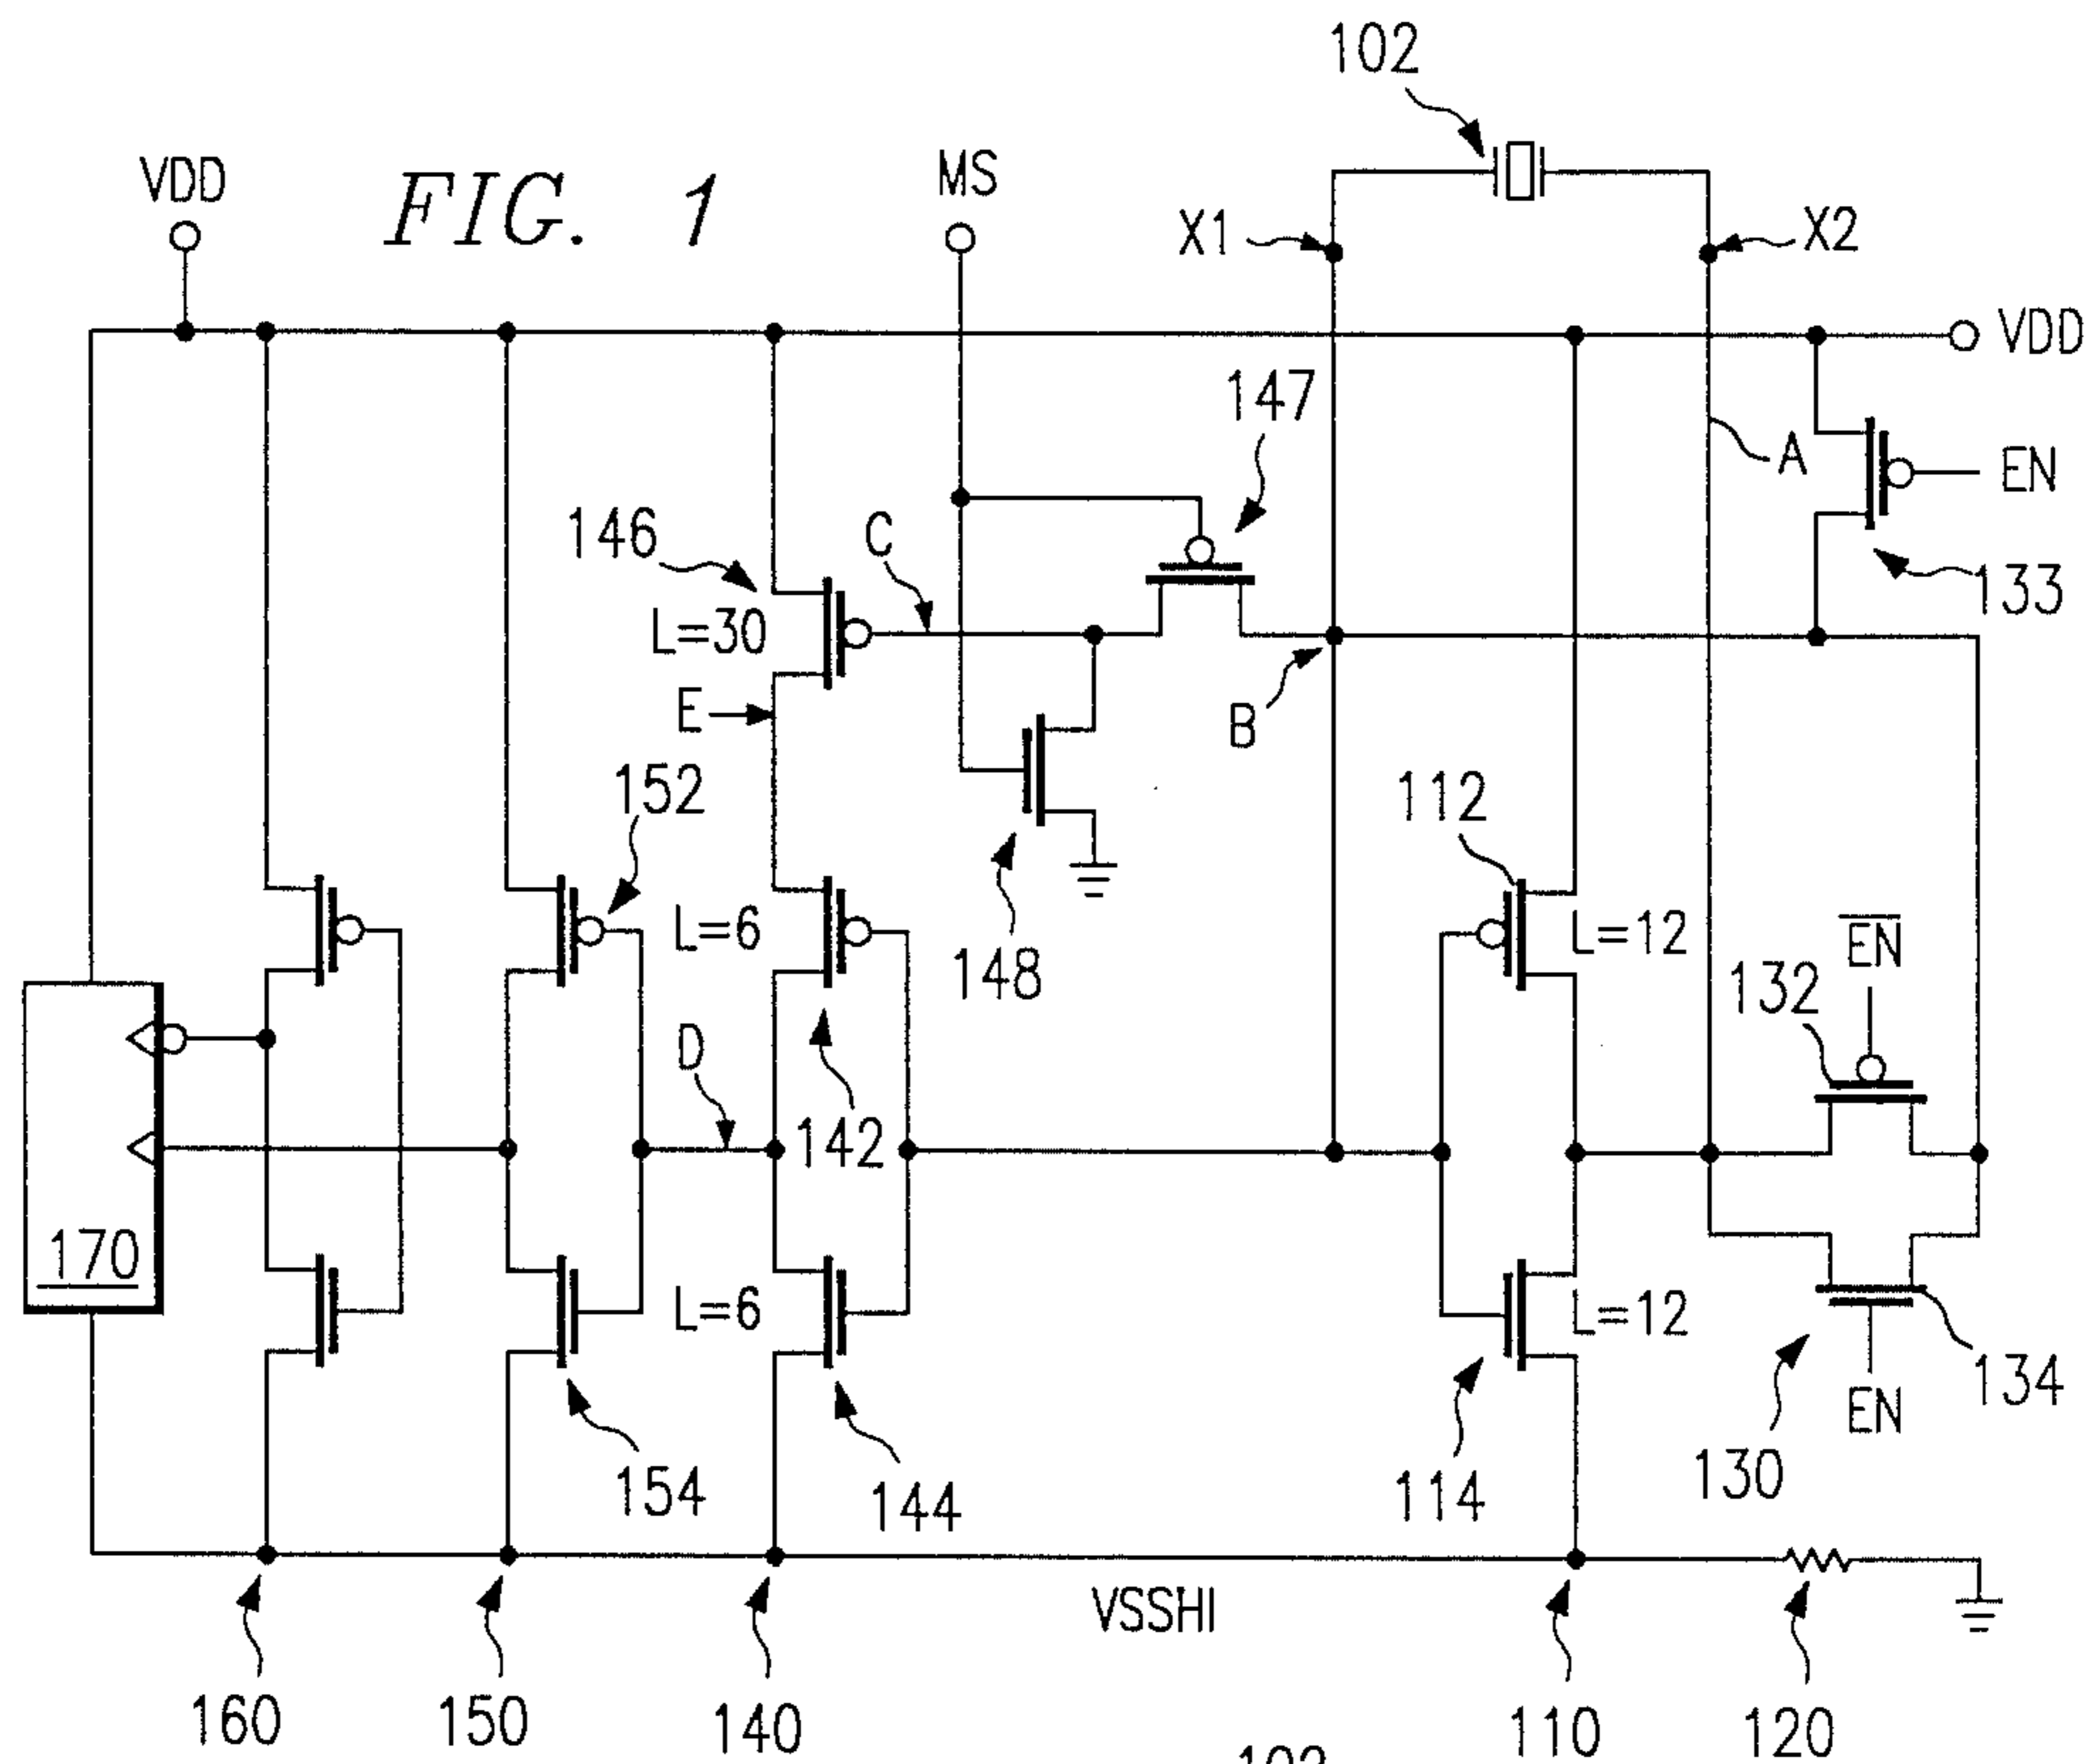 102
VDD
FIG. 1
MS
X1
X2
VDD
147
A
EN
146
C
133
L=30
E
B
152
112
L=6
148
L=12
EN
132
D
142
170
L=6
L=12
134
EN
154
144
114
130
VSSHI
160
150
140
110
120